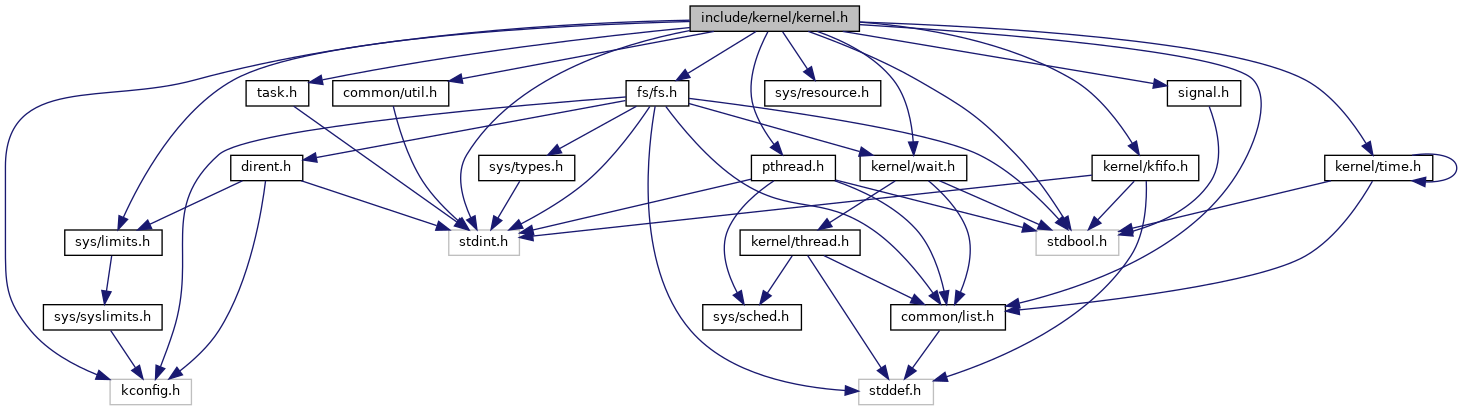 include/kernel/kernel.h
task.h
common/util.h
fs/fs.h
sys/resource.h
signal.h
dirent.h
sys/types.h
pthread.h
kernel/wait.h
kernel/kfifo.h
kernel/time.h
sys/limits.h
stdint.h
kernel/thread.h
stdbool.h
sys/syslimits.h
sys/sched.h
common/list.h
kconfig.h
stddef.h